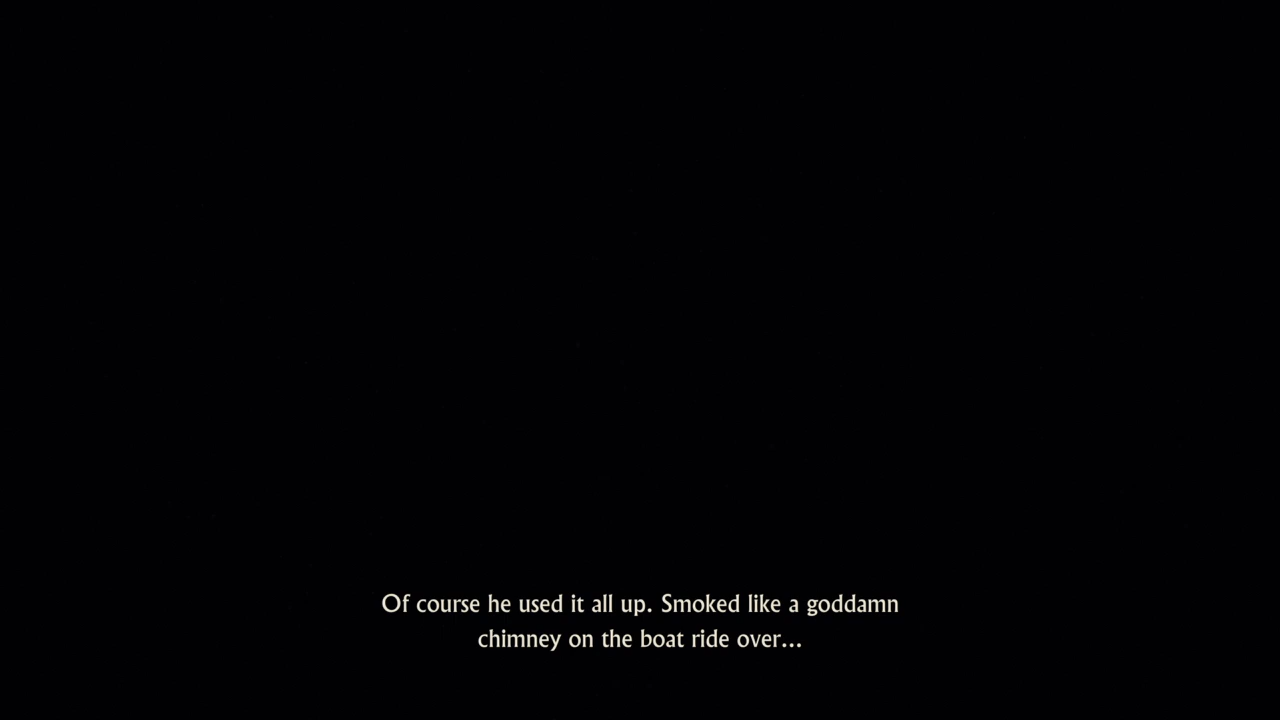 Of course he used it all up. Smoked like a goddamn
chimney on the boat ride over...